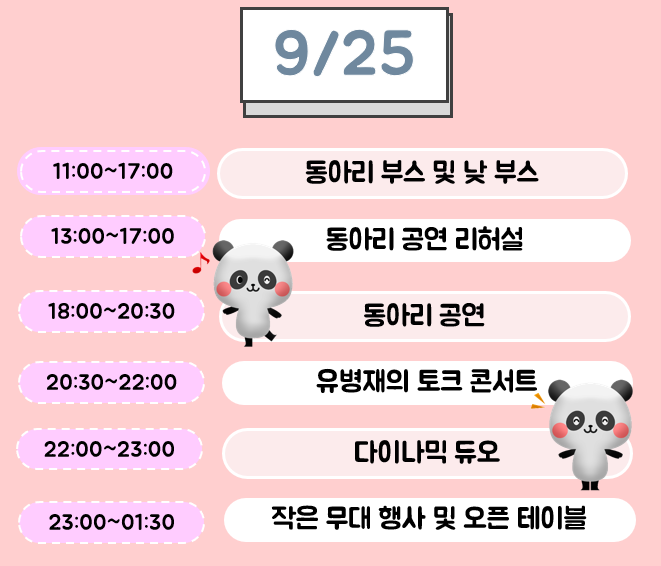 9/25
11:00~17:00 동아리 부스 및 낮 부스
13:00~17:00 동아리 공연 리허설
18:00~20:30 동아리 공연
20:30~22:00 유병재의 토크 콘서트
22:00~23:00 다이나믹 듀오
23:00~01:30 작은 무대 행사 및 오픈 테이블